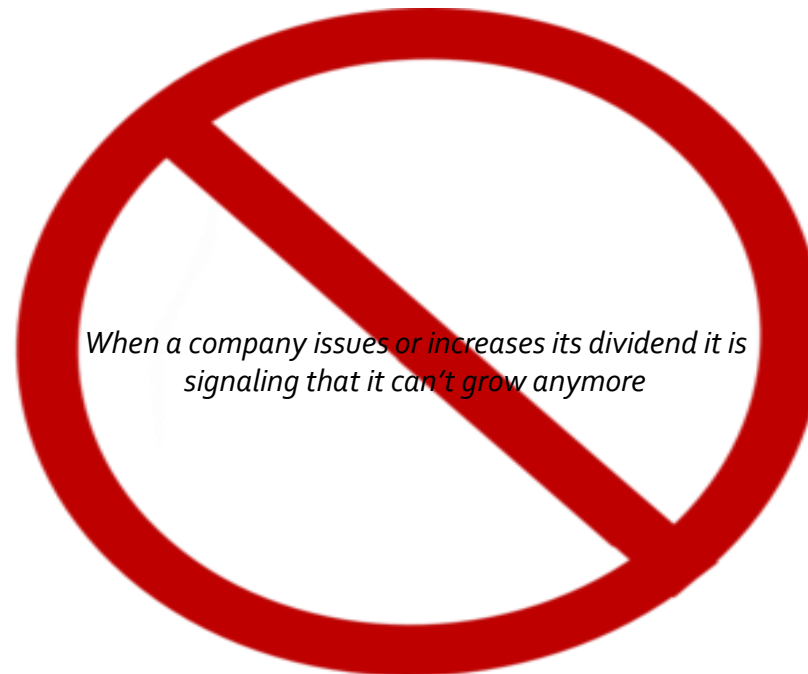 When a company issues or increases its dividend it is
signaling that it can’t grow anymore